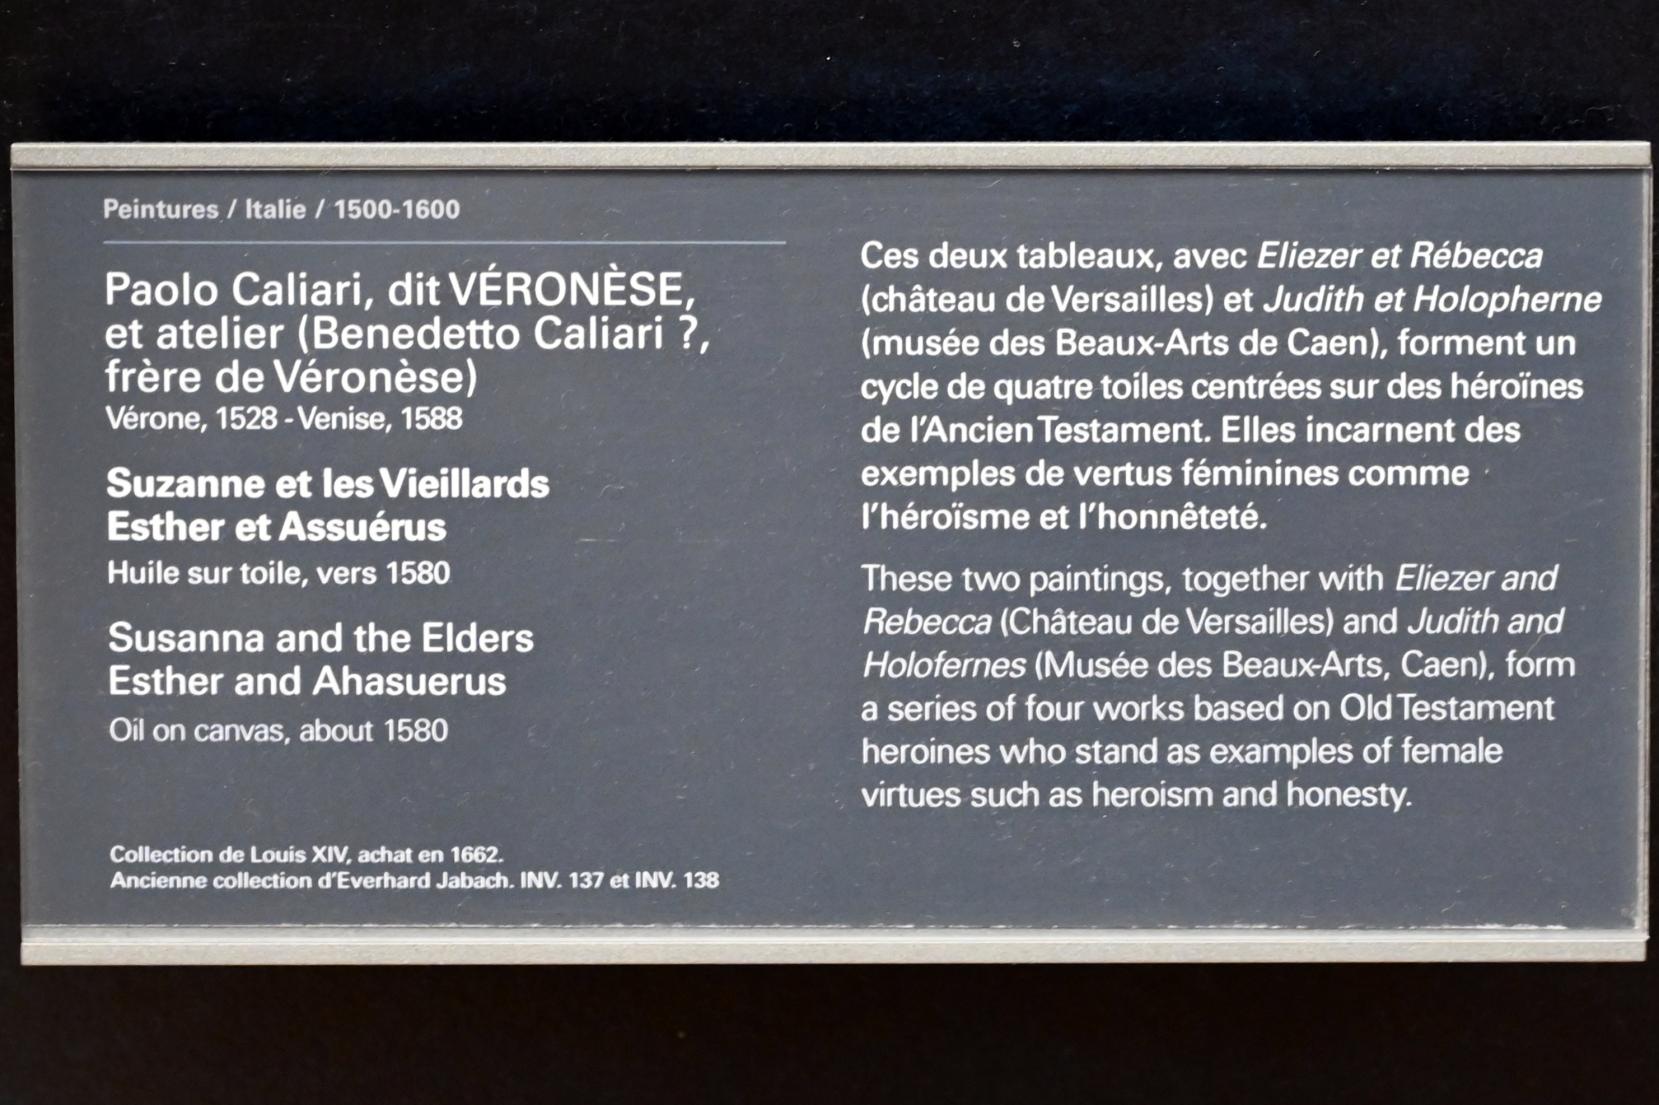 Peintures / Italie / 1500-1600
Paolo Caliari, dit VÉRONÈSE,
et atelier (Benedetto Caliari ?,
frère de Véronèse)
Vérone, 1528 - Venise, 1588
Suzanne et les Vieillards
Esther et Assuérus
Huile sur toile, vers 1580
Susanna and the Elders
Esther and Ahasuerus
Oil on canvas, about 1580
Collection de Louis XIV, achat en 1662.
Ancienne collection d'Everhard Jabach. INV. 137 et INV. 138
Ces deux tableaux, avec Eliezer et Rébecca
(château de Versailles) et Judith et Holopherne
(musée des Beaux-Arts de Caen), forment un
cycle de quatre toiles centrées sur des héroïnes
de l'Ancien Testament. Elles incarnent des
exemples de vertus féminines comme
l'héroïsme et l'honnêteté.
These two paintings, together with Eliezer and
Rebecca (Château de Versailles) and Judith and
Holofernes (Musée des Beaux-Arts, Caen), form
a series of four works based on Old Testament
heroines who stand as examples of female
virtues such as heroism and honesty.